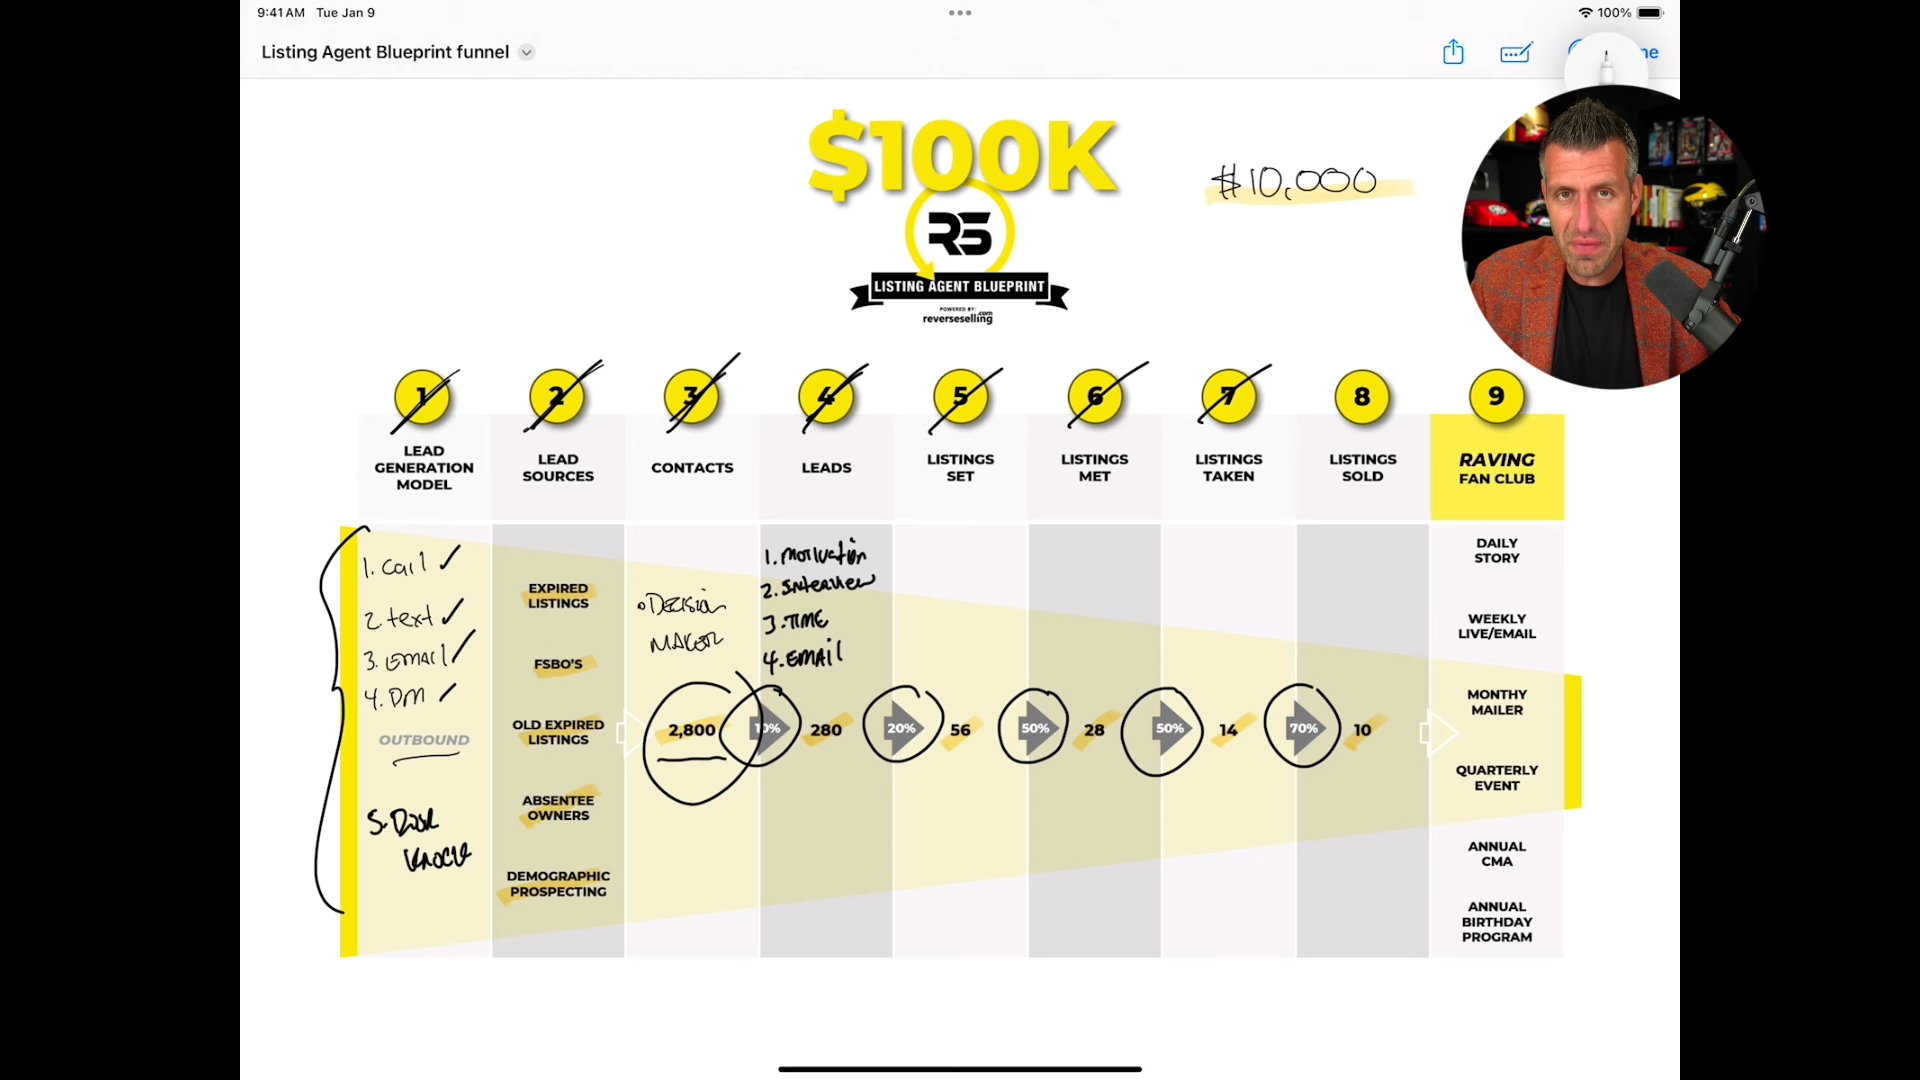 9:41 AM Tue Jan 9
100%
Listing Agent Blueprint funnel
$100K
$10,000
RS
LISTING AGENT BLUEPRINT
POWERED BY:
reverseselling.com
1
2
3
4
5
6
7
8
9
LEAD
GENERATION
MODEL
LEAD
SOURCES
CONTACTS
LEADS
LISTINGS
SET
LISTINGS
MET
LISTINGS
TAKEN
LISTINGS
SOLD
RAVING
FAN CLUB
1. Call
2. text
3. EMAIL
4. DM
OUTBOUND
5. Door
Knock
EXPIRED
LISTINGS
FSBO'S
OLD EXPIRED
LISTINGS
ABSENTEE
OWNERS
DEMOGRAPHIC
PROSPECTING
DECISION
MAKER
2,800
10%
1. MOTIVATION
2. Interview
3. TIME
4. EMAIL
280
20%
56
50%
28
50%
14
70%
10
DAILY
STORY
WEEKLY
LIVE/EMAIL
MONTHY
MAILER
QUARTERLY
EVENT
ANNUAL
CMA
ANNUAL
BIRTHDAY
PROGRAM